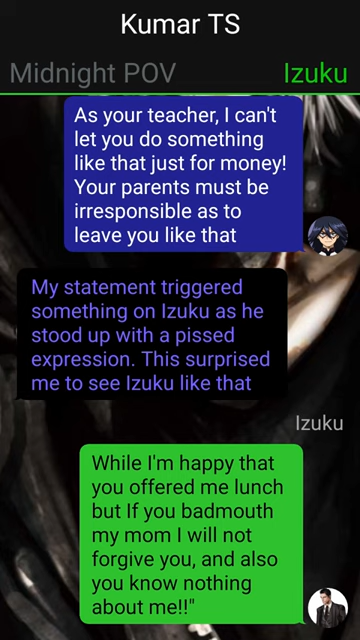 Kumar TS
Midnight POV
Izuku
As your teacher, I can't
let you do something
like that just for money!
Your parents must be
irresponsible as to
leave you like that
My statement triggered
something on Izuku as he
stood up with a pissed
expression. This surprised
me to see Izuku like that
Izuku
While I'm happy that
you offered me lunch
but If you badmouth
my mom I will not
forgive you, and also
you know nothing
about me!!"